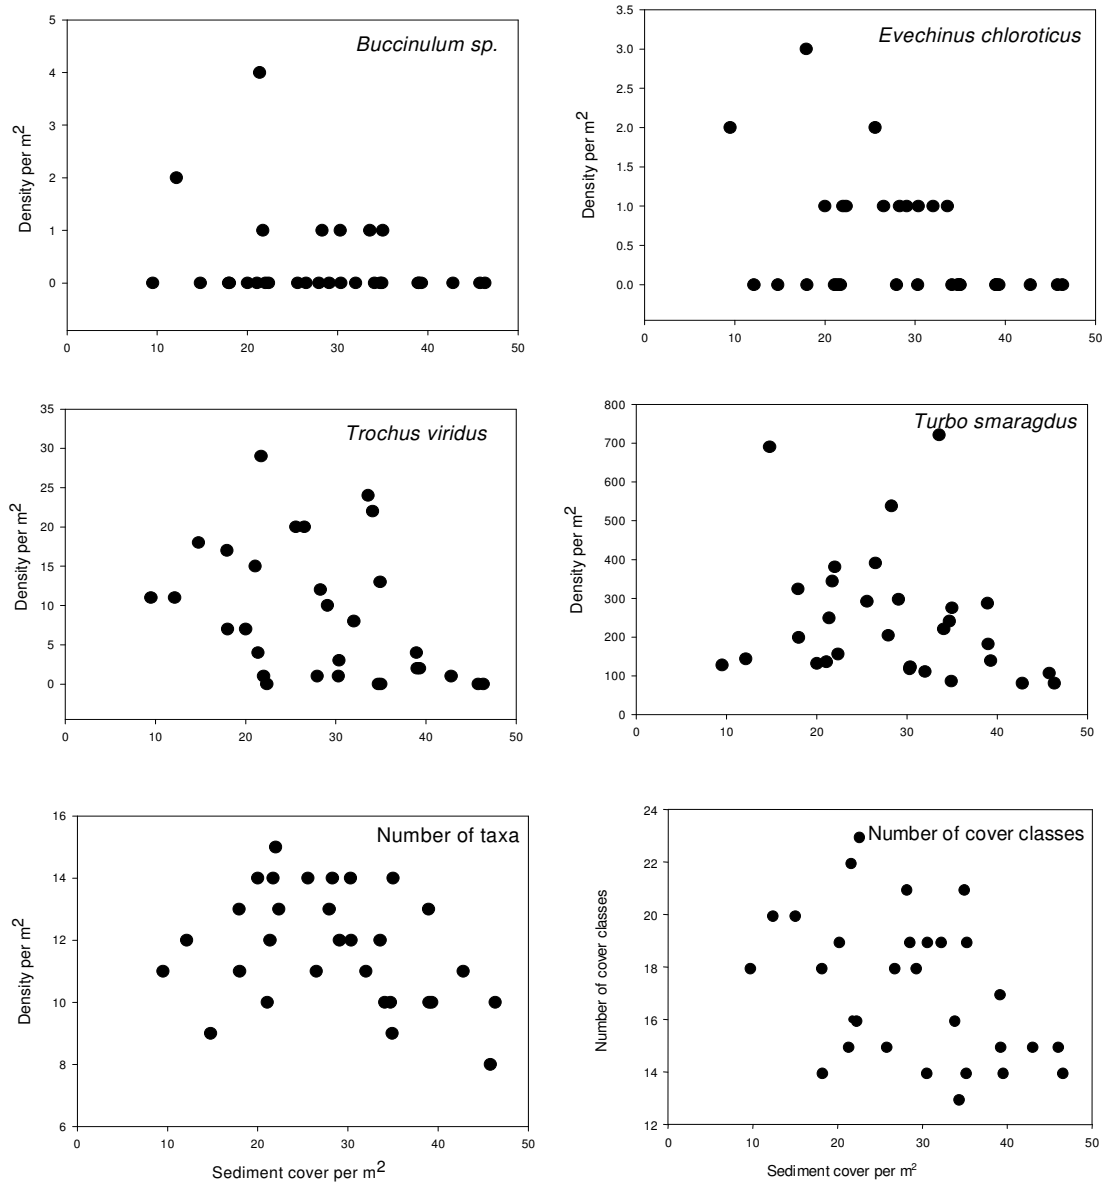 Buccinulum sp.
Density per m2
5
4
3
2
1
0
0 10 20 30 40 50
Evechinus chloroticus
Density per m2
3.5
3.0
2.5
2.0
1.5
1.0
0.5
0.0
0 10 20 30 40 50
Trochus viridus
Density per m2
35
30
25
20
15
10
5
0
0 10 20 30 40 50
Turbo smaragdus
Density per m2
800
700
600
500
400
300
200
100
0
0 10 20 30 40 50
Number of taxa
Density per m2
16
14
12
10
8
6
0 10 20 30 40 50
Sediment cover per m2
Number of cover classes
Number of cover classes
24
22
20
18
16
14
12
0 10 20 30 40 50
Sediment cover per m2